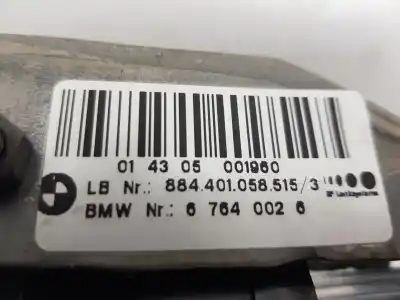 01 43 05 001960
LB Nr.: 884.401.058.515/3
BMW Nr.: 6 764 002 6